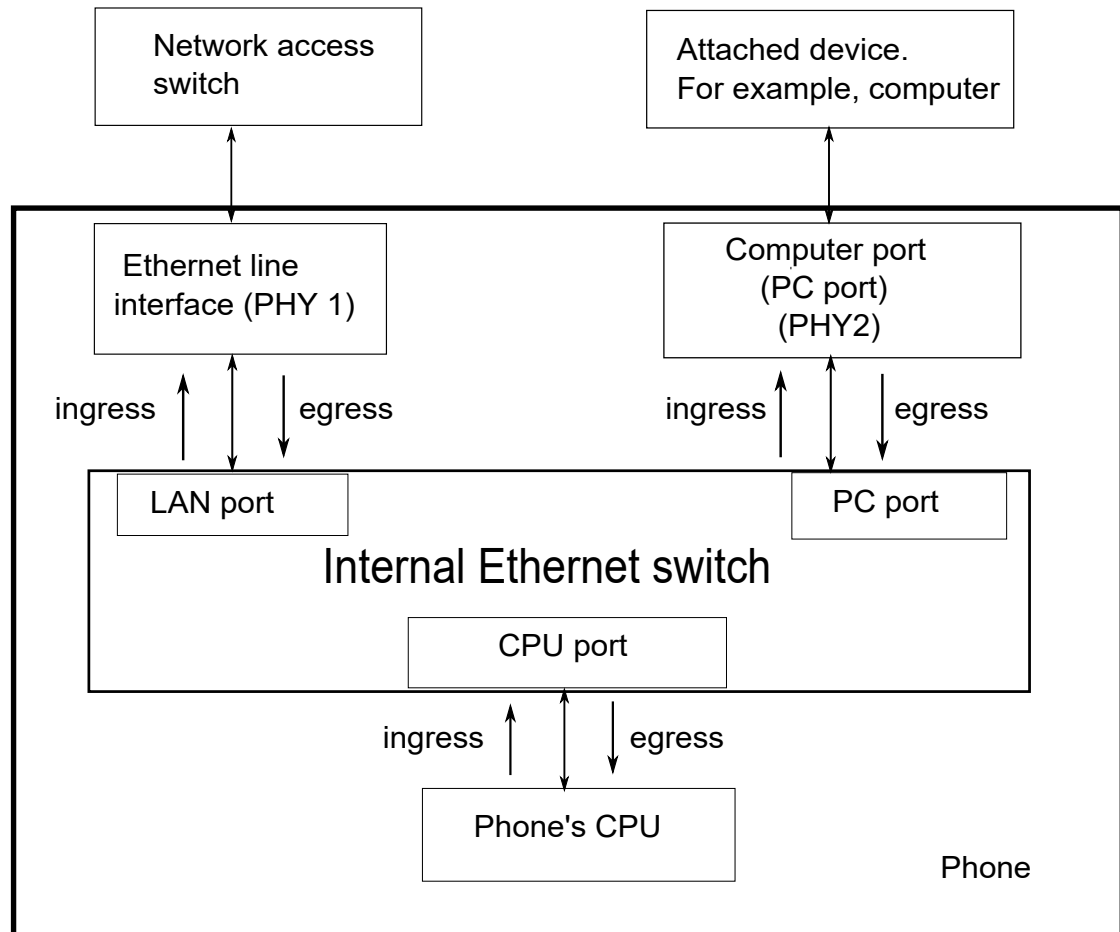 Network access
switch
Attached device.
For example, computer
Ethernet line
interface (PHY 1)
Computer port
(PC port)
(PHY2)
ingress
egress
ingress
egress
LAN port
PC port
Internal Ethernet switch
CPU port
ingress
egress
Phone's CPU
Phone